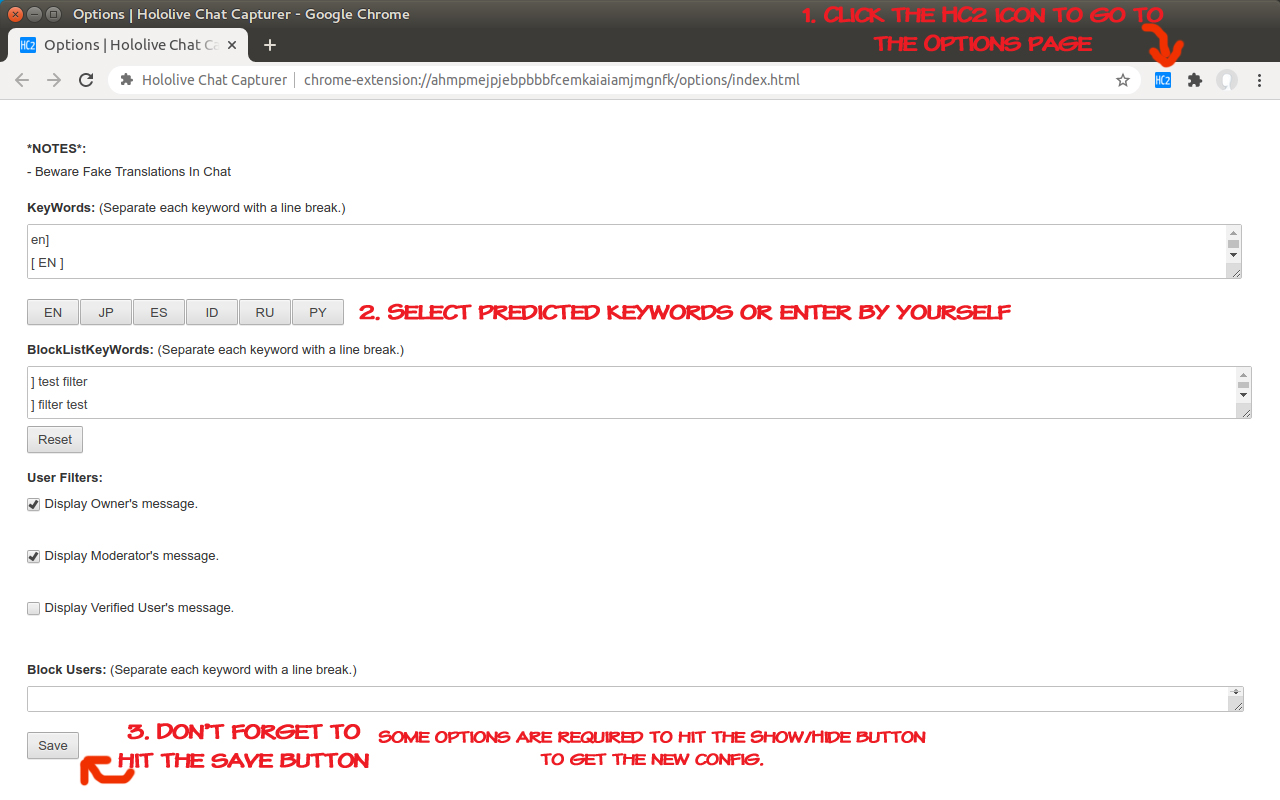 Options | Hololive Chat Capturer - Google Chrome
1. Click the HC2 icon to go to
the Options page
HC2 Options | Hololive Chat Ca
Hololive Chat Capturer | chrome-extension://ahmpmejpjebpbbbfcemkaiaiamjmgnfk/options/index.html
HC2
*NOTES*:
- Beware Fake Translations In Chat
KeyWords: (Separate each keyword with a line break.)
en]
[ EN ]
EN JP ES ID RU PY
2. Select predicted keywords or enter by yourself
BlockListKeyWords: (Separate each keyword with a line break.)
] test filter
] filter test
Reset
User Filters:
Display Owner's message.
Display Moderator's message.
Display Verified User's message.
Block Users: (Separate each keyword with a line break.)
Save
3. Don't forget to
hit the save button
Some options are required to hit the show/hide button
to get the new config.